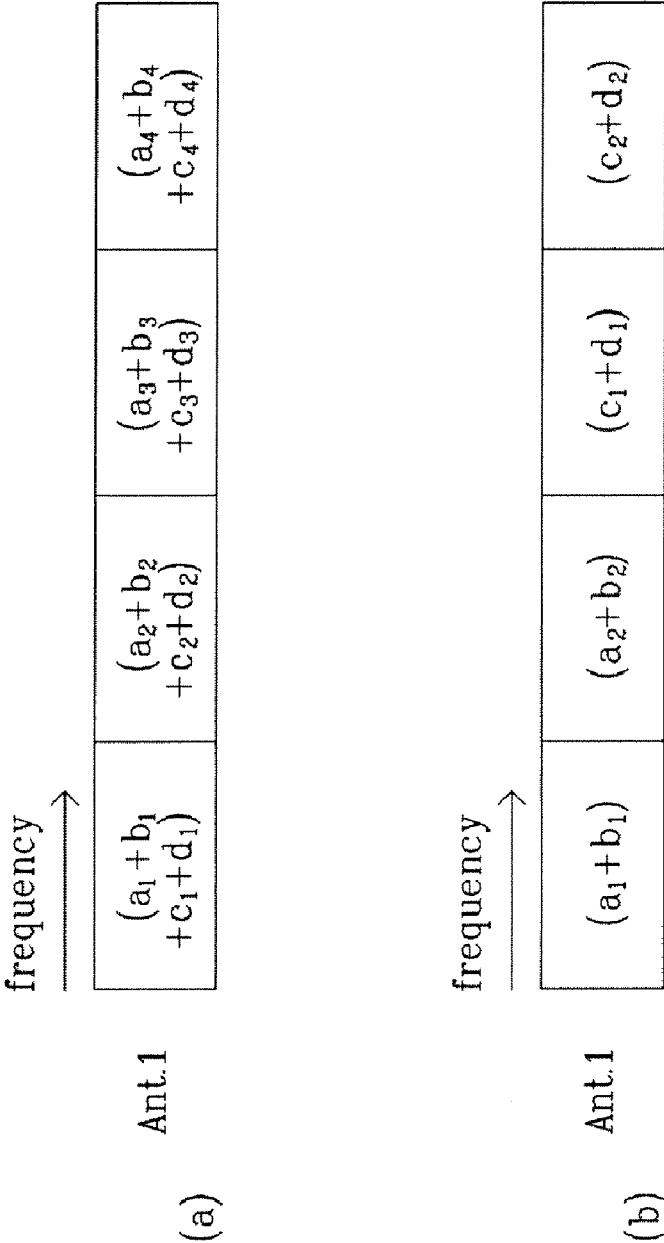 frequency
(a)
Ant.1
(a₁+b₁
+c₁+d₁)
(a₂+b₂
+c₂+d₂)
(a₃+b₃
+c₃+d₃)
(a₄+b₄
+c₄+d₄)
frequency
(b)
Ant.1
(a₁+b₁)
(a₂+b₂)
(c₁+d₁)
(c₂+d₂)